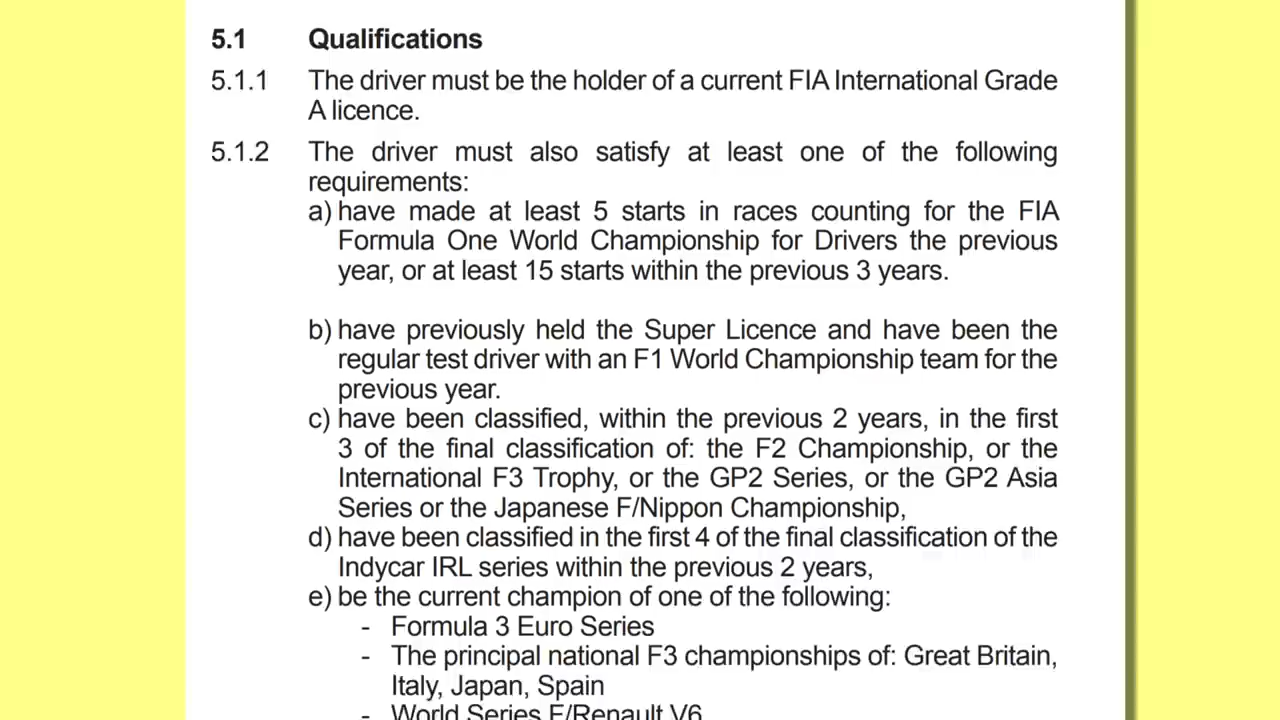 5.1 Qualifications
5.1.1 The driver must be the holder of a current FIA International Grade
A licence.
5.1.2 The driver must also satisfy at least one of the following
requirements:
a) have made at least 5 starts in races counting for the FIA
Formula One World Championship for Drivers the previous
year, or at least 15 starts within the previous 3 years.
b) have previously held the Super Licence and have been the
regular test driver with an F1 World Championship team for the
previous year.
c) have been classified, within the previous 2 years, in the first
3 of the final classification of: the F2 Championship, or the
International F3 Trophy, or the GP2 Series, or the GP2 Asia
Series or the Japanese F/Nippon Championship,
d) have been classified in the first 4 of the final classification of the
Indycar IRL series within the previous 2 years,
e) be the current champion of one of the following:
- Formula 3 Euro Series
- The principal national F3 championships of: Great Britain,
Italy, Japan, Spain
- World Series F/Renault V6